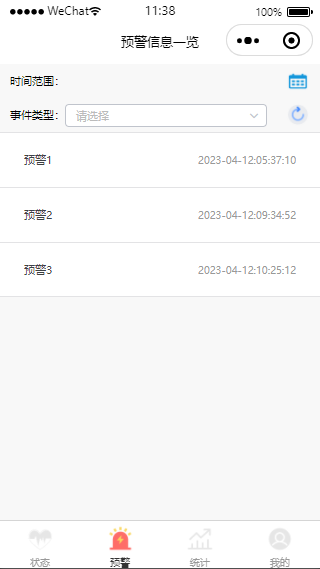 ●●●●● WeChat 11:38 100%
预警信息一览
时间范围：
事件类型： 请选择
预警1 2023-04-12:05:37:10
预警2 2023-04-12:09:34:52
预警3 2023-04-12:10:25:12
状态 预警 统计 我的